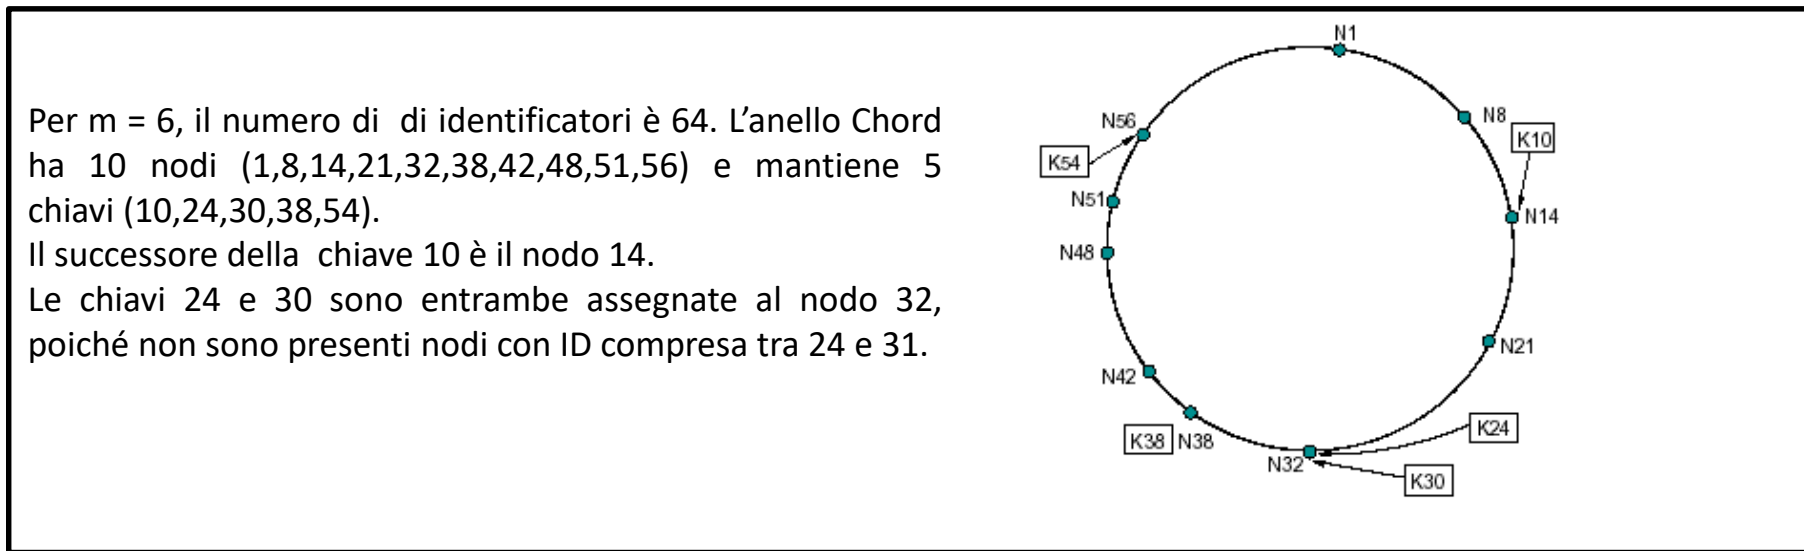 Per m = 6, il numero di di identificatori è 64. L’anello Chord
ha 10 nodi (1,8,14,21,32,38,42,48,51,56) e mantiene 5
chiavi (10,24,30,38,54).
Il successore della chiave 10 è il nodo 14.
Le chiavi 24 e 30 sono entrambe assegnate al nodo 32,
poiché non sono presenti nodi con ID compresa tra 24 e 31.
N1
N8
K10
N14
N21
K24
K30
N32
K38 N38
N42
N48
N51
K54
N56